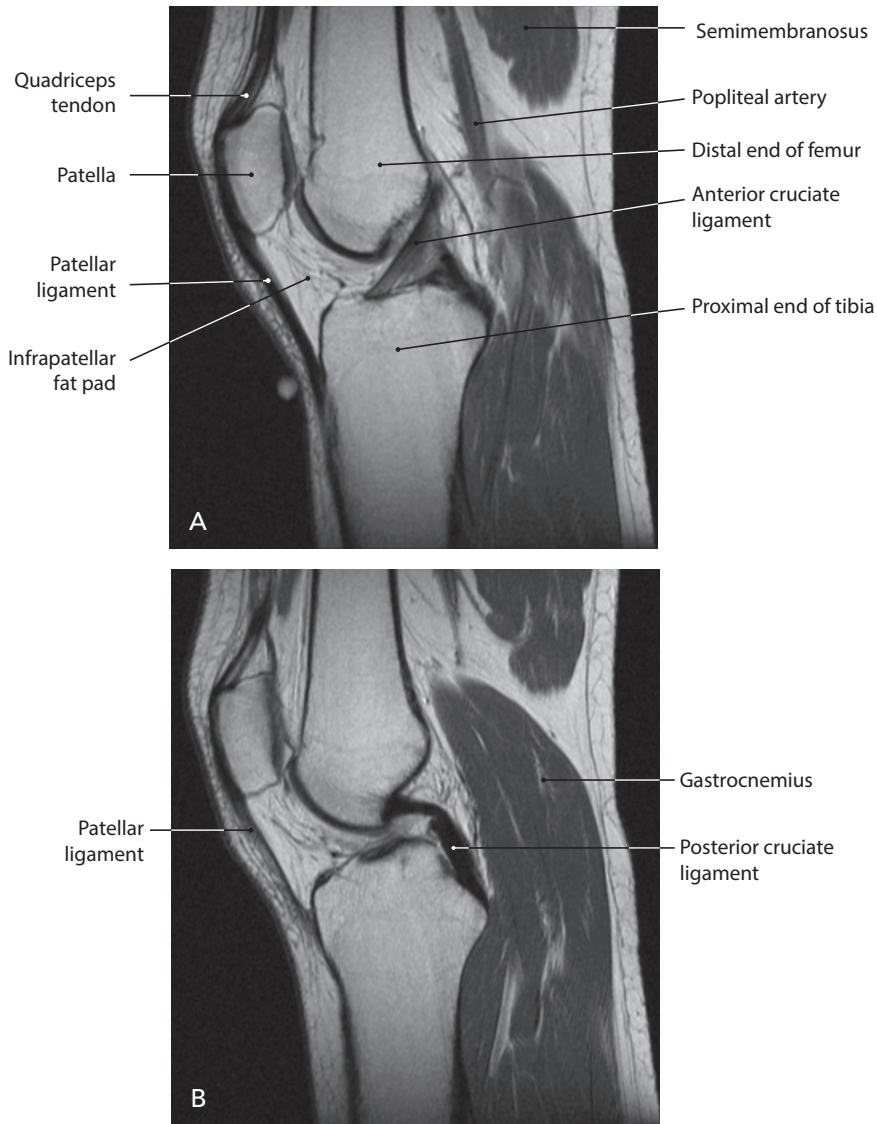 Quadriceps
tendon
Patella
Patellar
ligament
Infrapatellar
fat pad
Semimembranosus
Popliteal artery
Distal end of femur
Anterior cruciate
ligament
Proximal end of tibia
A
Patellar
ligament
Gastrocnemius
Posterior cruciate
ligament
B